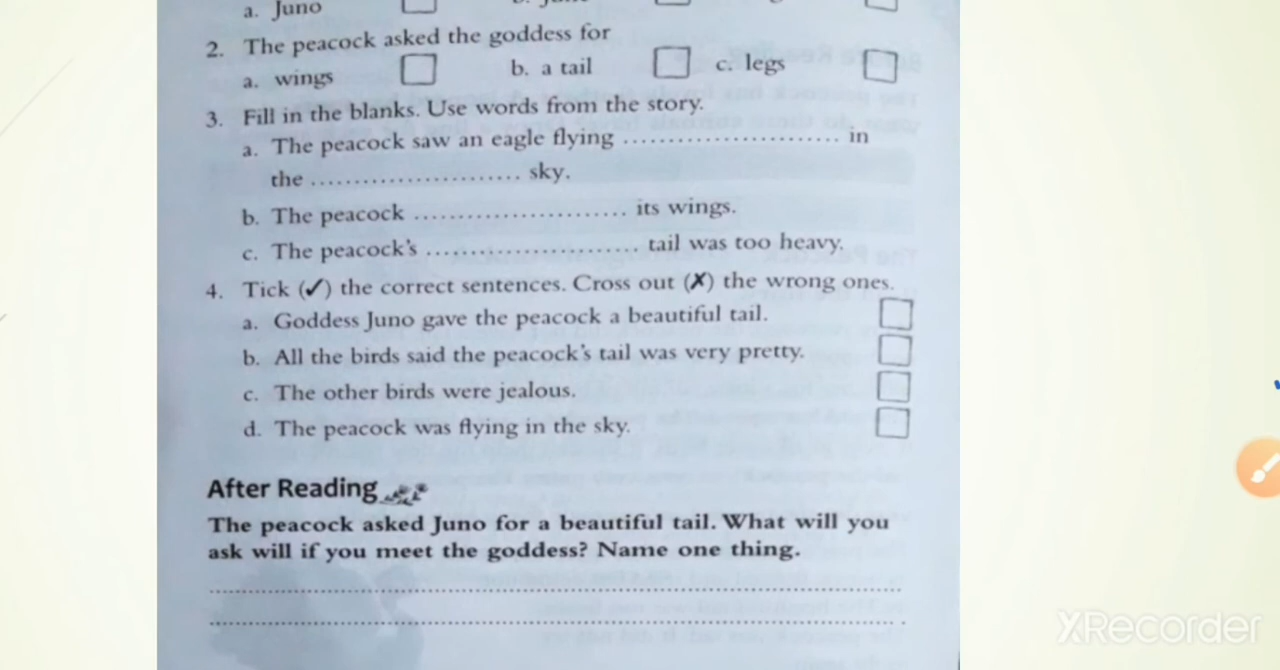 a. Juno
2. The peacock asked the goddess for
a. wings b. a tail c. legs
3. Fill in the blanks. Use words from the story.
a. The peacock saw an eagle flying ........................ in
the ........................ sky.
b. The peacock ........................ its wings.
c. The peacock's ........................ tail was too heavy.
4. Tick (✓) the correct sentences. Cross out (✗) the wrong ones.
a. Goddess Juno gave the peacock a beautiful tail.
b. All the birds said the peacock's tail was very pretty.
c. The other birds were jealous.
d. The peacock was flying in the sky.
After Reading
The peacock asked Juno for a beautiful tail. What will you
ask will if you meet the goddess? Name one thing.
XRecorder